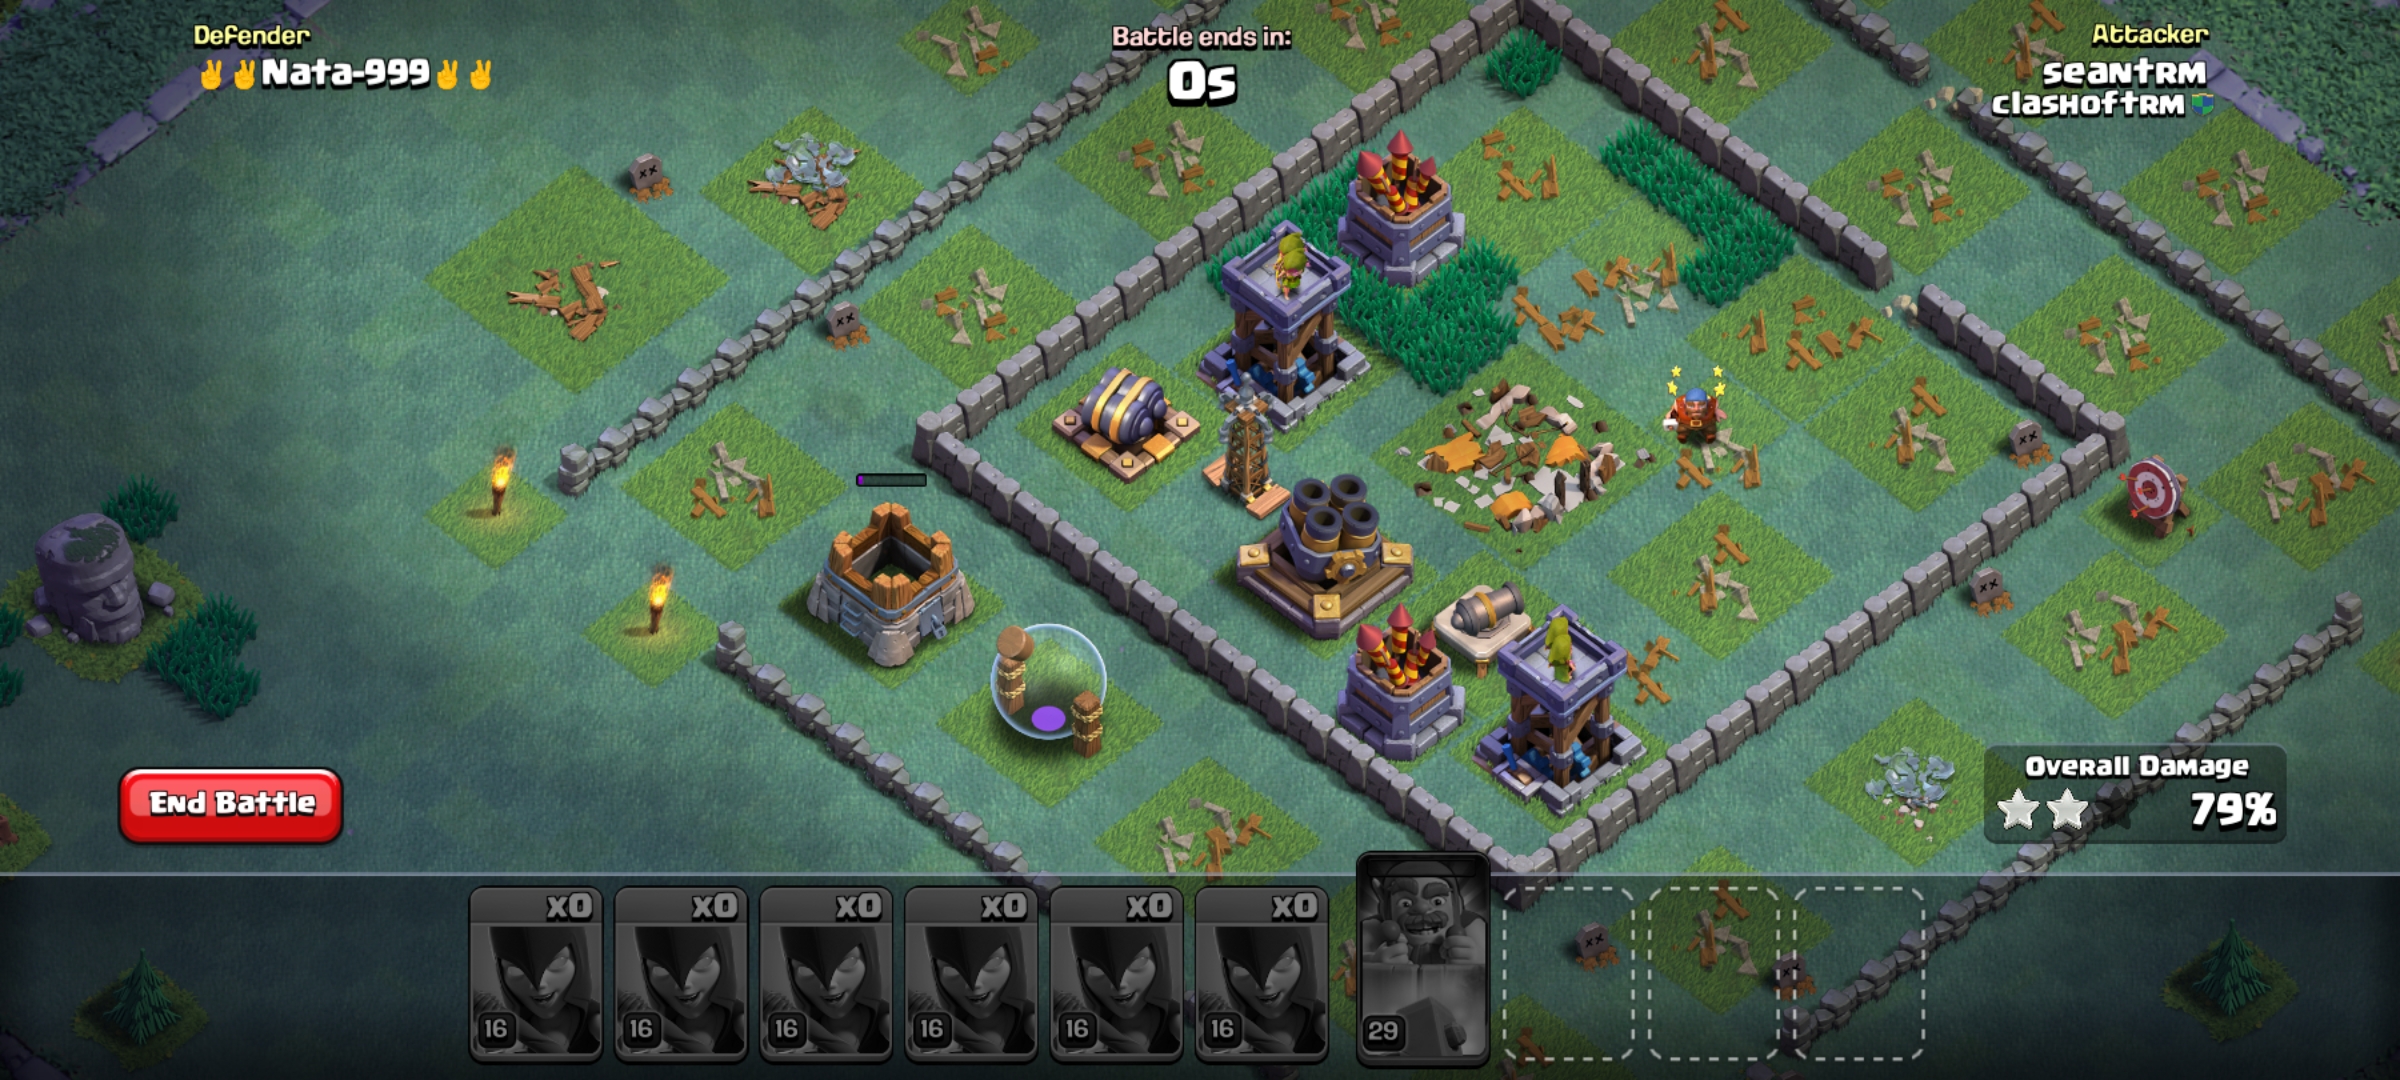 Defender
✌✌Nata-999✌✌
Battle ends in:
0s
Attacker
seantrm
clashoftrm
End Battle
Overall Damage
79%
x0
x0
x0
x0
x0
x0
16
16
16
16
16
16
29